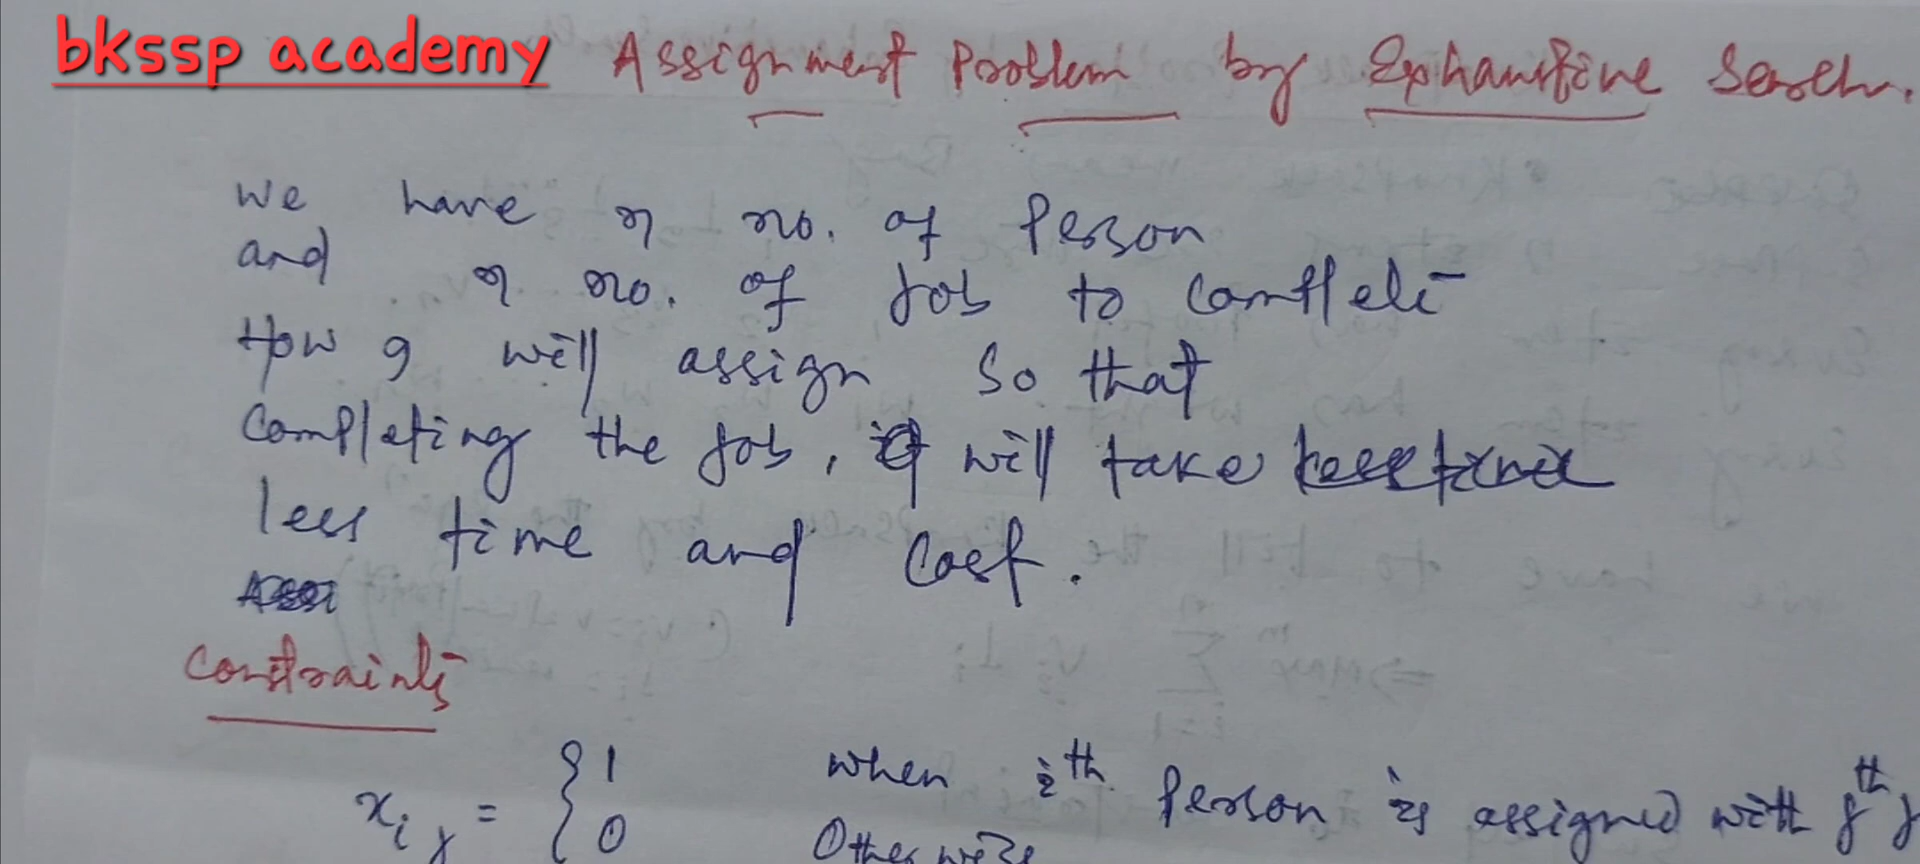 bkssp academy Assignment Problem by Exhaustive Search.
We have n no. of Person
and n no. of Job to complete
How I will assign so that
Completing the job, it will take less time
less time and cost.
Constraints
xij = { 1 when ith Person is assigned with jth j
0 Otherwise